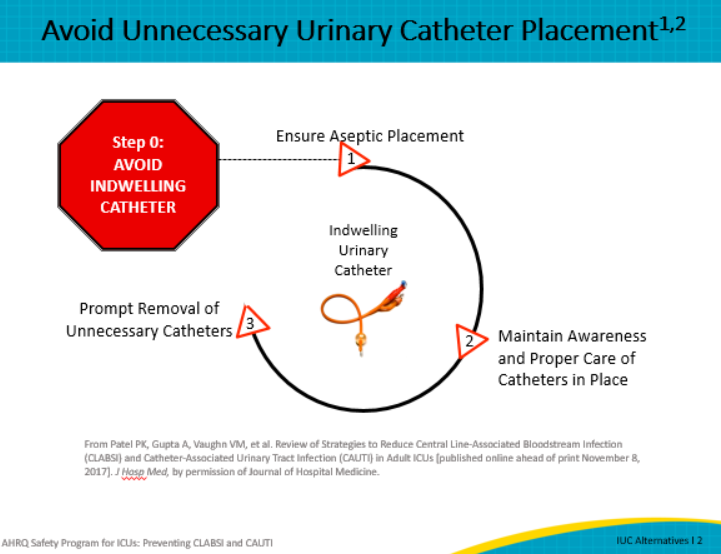 Avoid Unnecessary Urinary Catheter Placement1,2
Step 0:
AVOID
INDWELLING
CATHETER
Ensure Aseptic Placement
1
Indwelling
Urinary
Catheter
Prompt Removal of
Unnecessary Catheters
3
2
Maintain Awareness
and Proper Care of
Catheters in Place
From Patel PK, Gupta A, Vaughn VM, et al. Review of Strategies to Reduce Central Line-Associated Bloodstream Infection
(CLABSI) and Catheter-Associated Urinary Tract Infection (CAUTI) in Adult ICUs [published online ahead of print November 8,
2017]. J Hosp Med, by permission of Journal of Hospital Medicine.
AHRQ Safety Program for ICUs: Preventing CLABSI and CAUTI
IUC Alternatives I 2